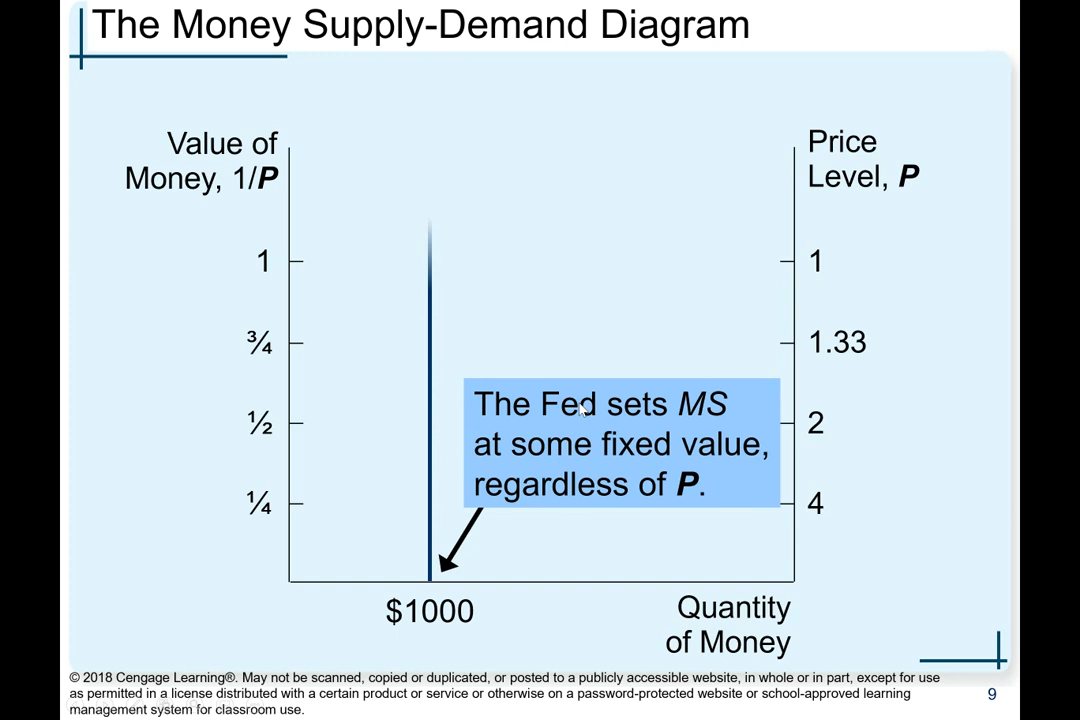 The Money Supply-Demand Diagram
Value of
Money, 1/P
Price
Level, P
1
1
¾
1.33
The Fed sets MS
at some fixed value,
regardless of P.
½
2
¼
4
$1000
Quantity
of Money
© 2018 Cengage Learning®. May not be scanned, copied or duplicated, or posted to a publicly accessible website, in whole or in part, except for use
as permitted in a license distributed with a certain product or service or otherwise on a password-protected website or school-approved learning
management system for classroom use.
9